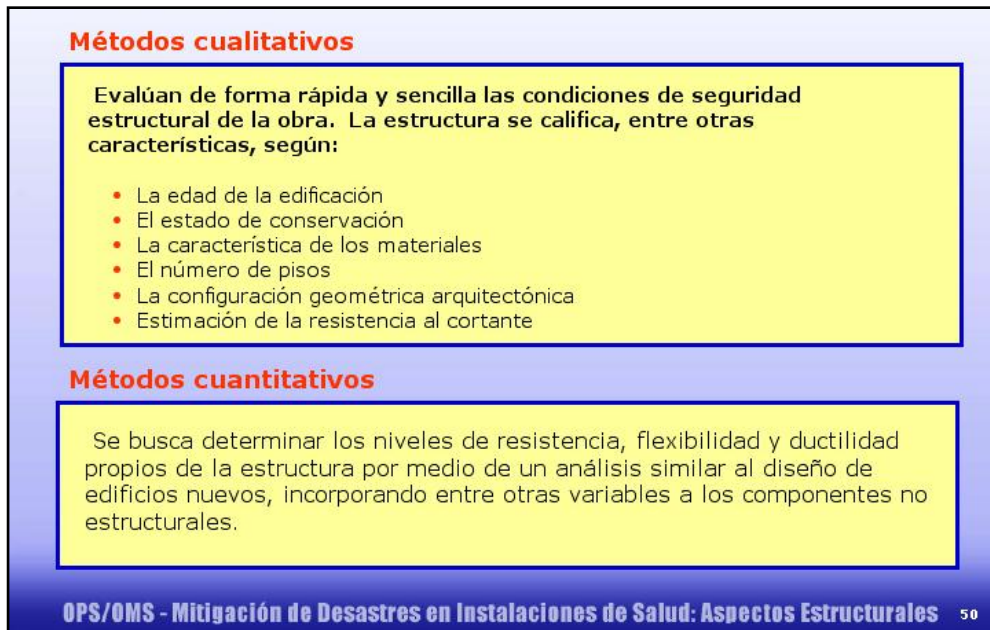 Métodos cualitativos
Evalúan de forma rápida y sencilla las condiciones de seguridad
estructural de la obra. La estructura se califica, entre otras
características, según:
• La edad de la edificación
• El estado de conservación
• La característica de los materiales
• El número de pisos
• La configuración geométrica arquitectónica
• Estimación de la resistencia al cortante
Métodos cuantitativos
Se busca determinar los niveles de resistencia, flexibilidad y ductilidad
propios de la estructura por medio de un análisis similar al diseño de
edificios nuevos, incorporando entre otras variables a los componentes no
estructurales.
OPS/OMS - Mitigación de Desastres en Instalaciones de Salud: Aspectos Estructurales 50